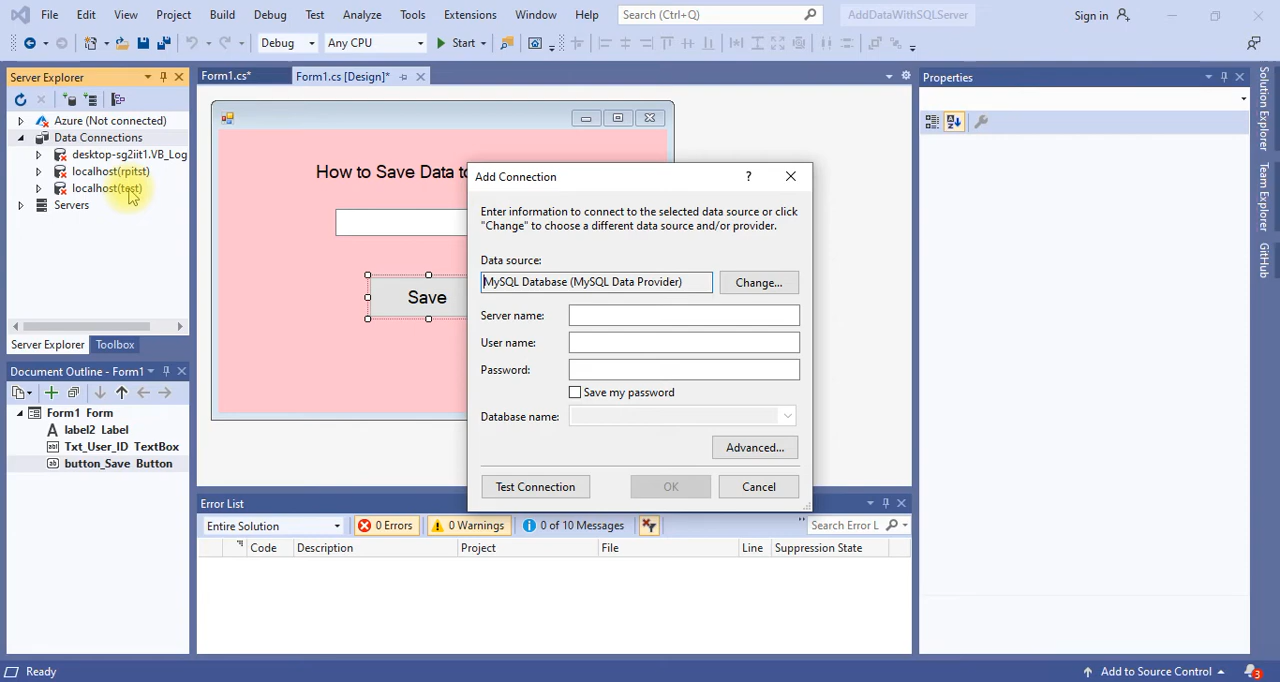 File Edit View Project Build Debug Test Analyze Tools Extensions Window Help Search (Ctrl+Q) AddDataWithSQLServer Sign in
Debug Any CPU Start
Server Explorer
Form1.cs* Form1.cs [Design]*
Properties
Azure (Not connected)
Data Connections
desktop-sg2iit1.VB_Log
localhost(rpitst)
localhost(test)
Servers
Server Explorer Toolbox
How to Save Data to
Save
Add Connection
Enter information to connect to the selected data source or click
"Change" to choose a different data source and/or provider.
Data source:
MySQL Database (MySQL Data Provider) Change...
Server name:
User name:
Password:
Save my password
Database name:
Advanced...
Test Connection OK Cancel
Solution Explorer
Team Explorer
GitHub
Document Outline - Form1
Form1 Form
label2 Label
Txt_User_ID TextBox
button_Save Button
Error List
Entire Solution 0 Errors 0 Warnings 0 of 10 Messages Search Error L
Code Description Project File Line Suppression State
Ready Add to Source Control 3